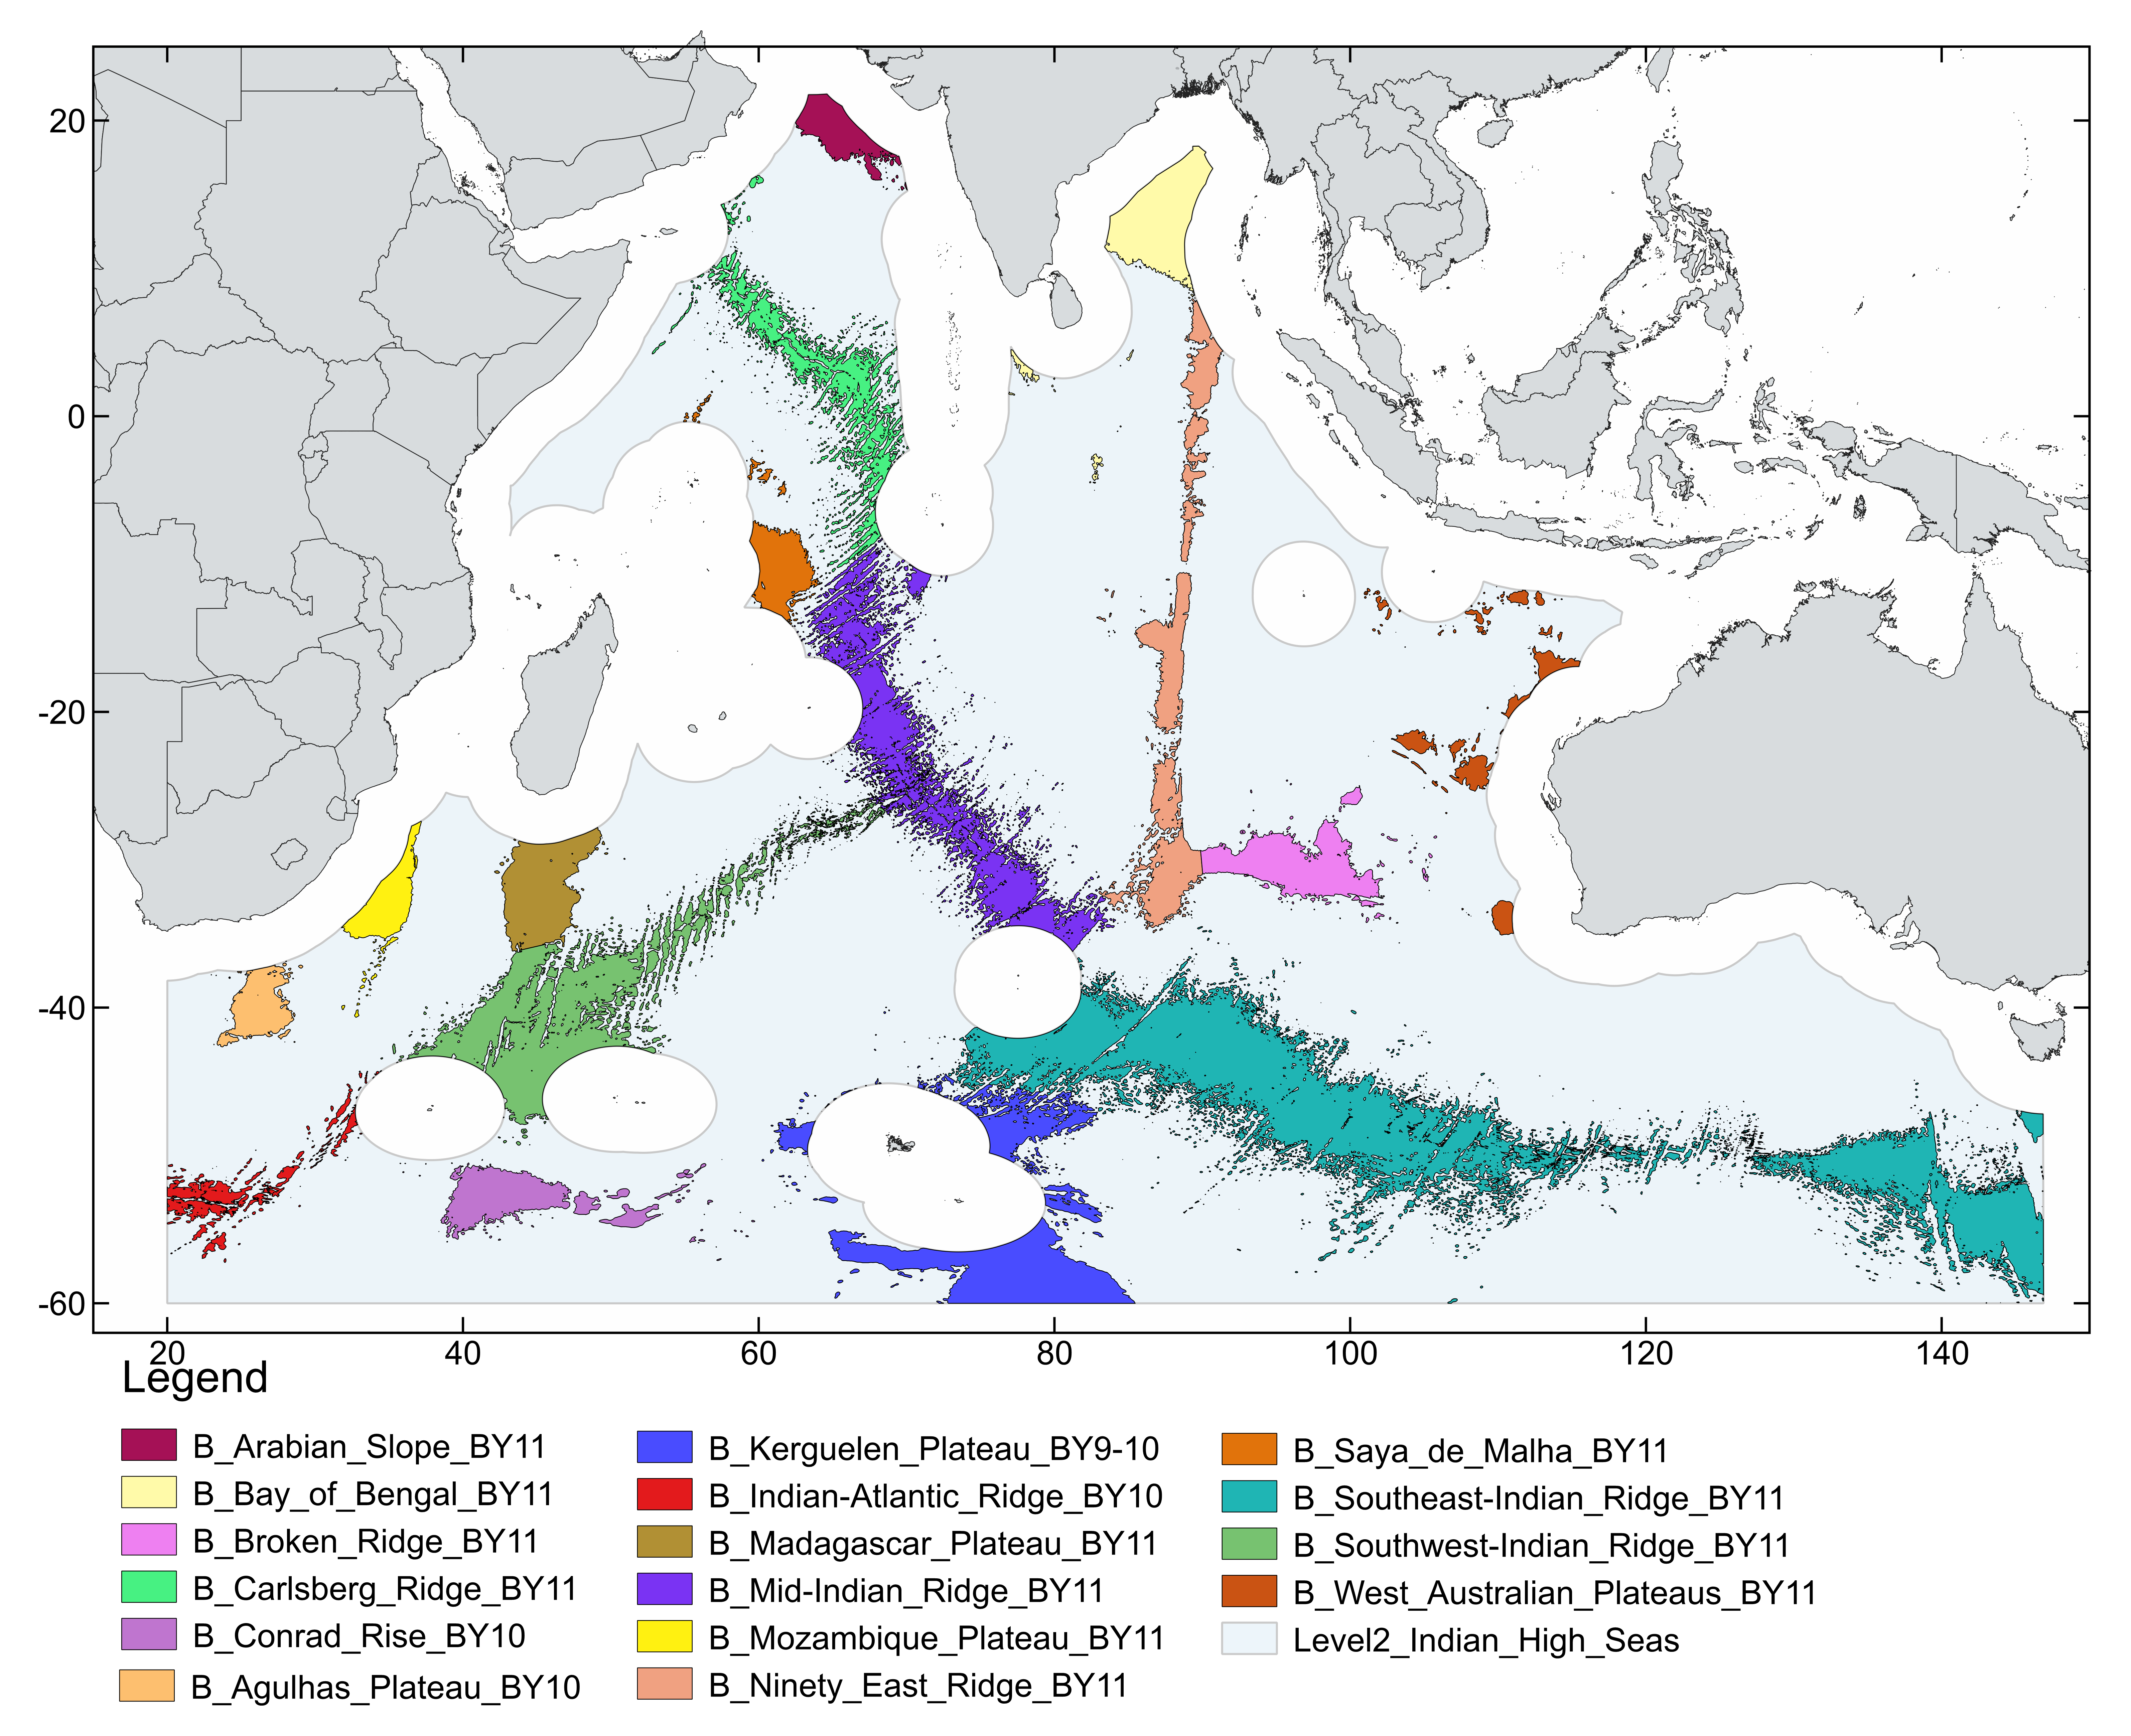 20
0
-20
-40
-60
20 40 60 80 100 120 140
Legend
B_Arabian_Slope_BY11
B_Bay_of_Bengal_BY11
B_Broken_Ridge_BY11
B_Carlsberg_Ridge_BY11
B_Conrad_Rise_BY10
B_Agulhas_Plateau_BY10
B_Kerguelen_Plateau_BY9-10
B_Indian-Atlantic_Ridge_BY10
B_Madagascar_Plateau_BY11
B_Mid-Indian_Ridge_BY11
B_Mozambique_Plateau_BY11
B_Ninety_East_Ridge_BY11
B_Saya_de_Malha_BY11
B_Southeast-Indian_Ridge_BY11
B_Southwest-Indian_Ridge_BY11
B_West_Australian_Plateaus_BY11
Level2_Indian_High_Seas